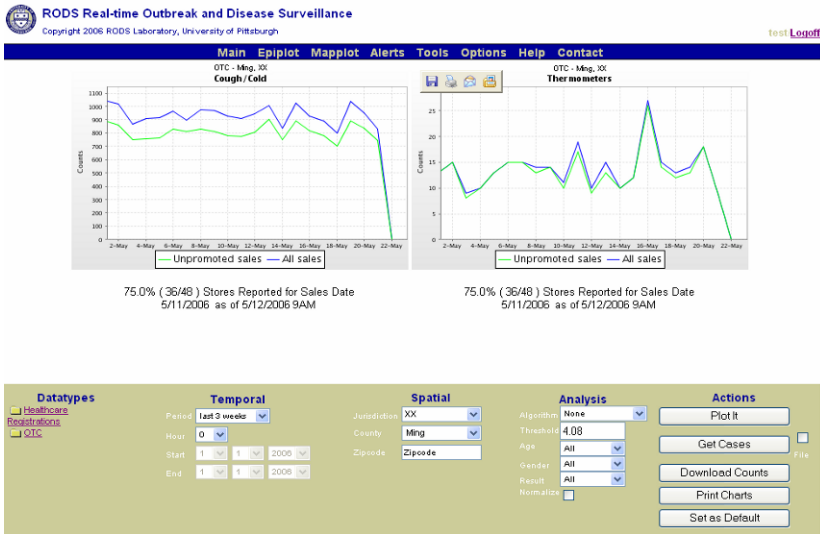 RODS Real-time Outbreak and Disease Surveillance
Copyright 2006 RODS Laboratory, University of Pittsburgh
test Logoff
Main Epiplot Mapplot Alerts Tools Options Help Contact
OTC - Ming, XX
Cough/Cold
Counts
1100
1000
900
800
700
600
500
400
300
200
100
0
2-May 4-May 6-May 8-May 10-May 12-May 14-May 16-May 18-May 20-May 22-May
Unpromoted sales All sales
75.0% ( 36/48 ) Stores Reported for Sales Date
5/11/2006 as of 5/12/2006 9AM
OTC - Ming, XX
Thermometers
Counts
25
20
15
10
5
0
2-May 4-May 6-May 8-May 10-May 12-May 14-May 16-May 18-May 20-May 22-May
Unpromoted sales All sales
75.0% ( 36/48 ) Stores Reported for Sales Date
5/11/2006 as of 5/12/2006 9AM
Datatypes
Healthcare
Registrations
OTC
Temporal
Period last 3 weeks
Hour 0
Start 1 1 2006
End 1 1 2006
Spatial
Jurisdiction XX
County Ming
Zipcode Zipcode
Analysis
Algorithm None
Threshold 4.08
Age All
Gender All
Result All
Normalize
Actions
Plot It
Get Cases
File
Download Counts
Print Charts
Set as Default